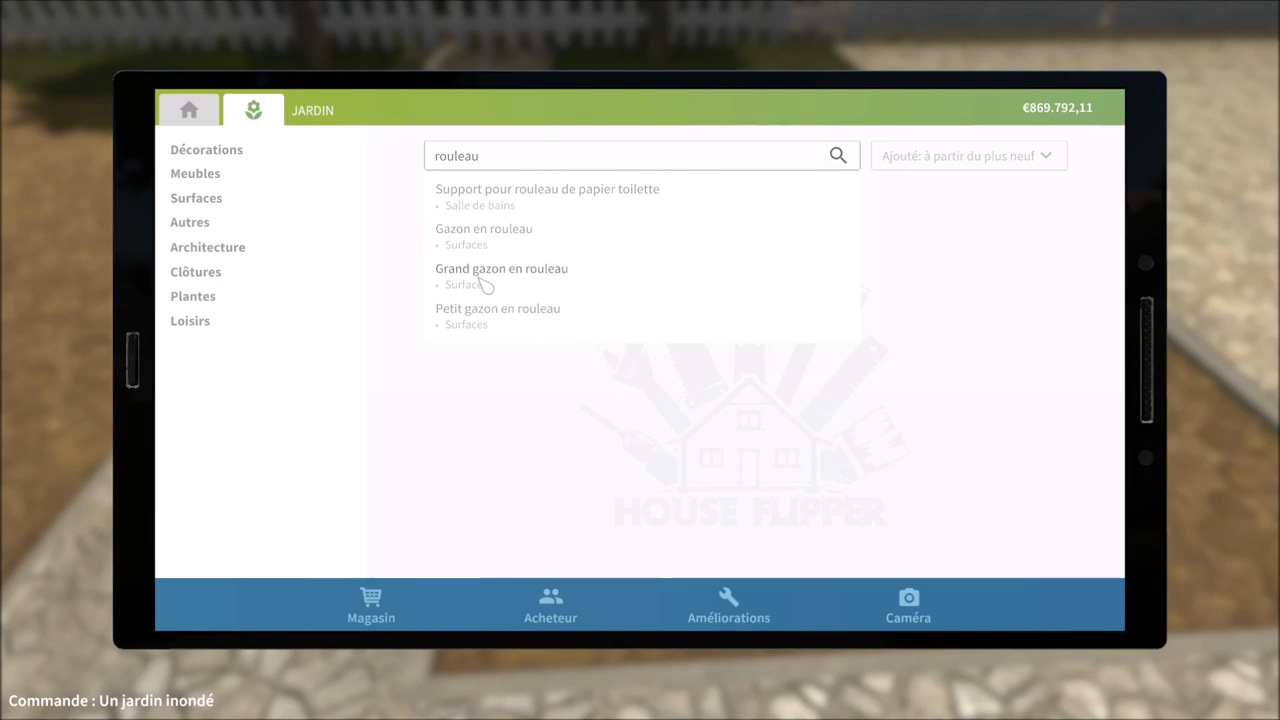 JARDIN
€869.792,11
Décorations
Meubles
Surfaces
Autres
Architecture
Clôtures
Plantes
Loisirs
rouleau
Ajouté: à partir du plus neuf
Support pour rouleau de papier toilette
• Salle de bains
Gazon en rouleau
• Surfaces
Grand gazon en rouleau
• Surfaces
Petit gazon en rouleau
• Surfaces
HOUSE FLIPPER
Magasin
Acheteur
Améliorations
Caméra
Commande : Un jardin inondé